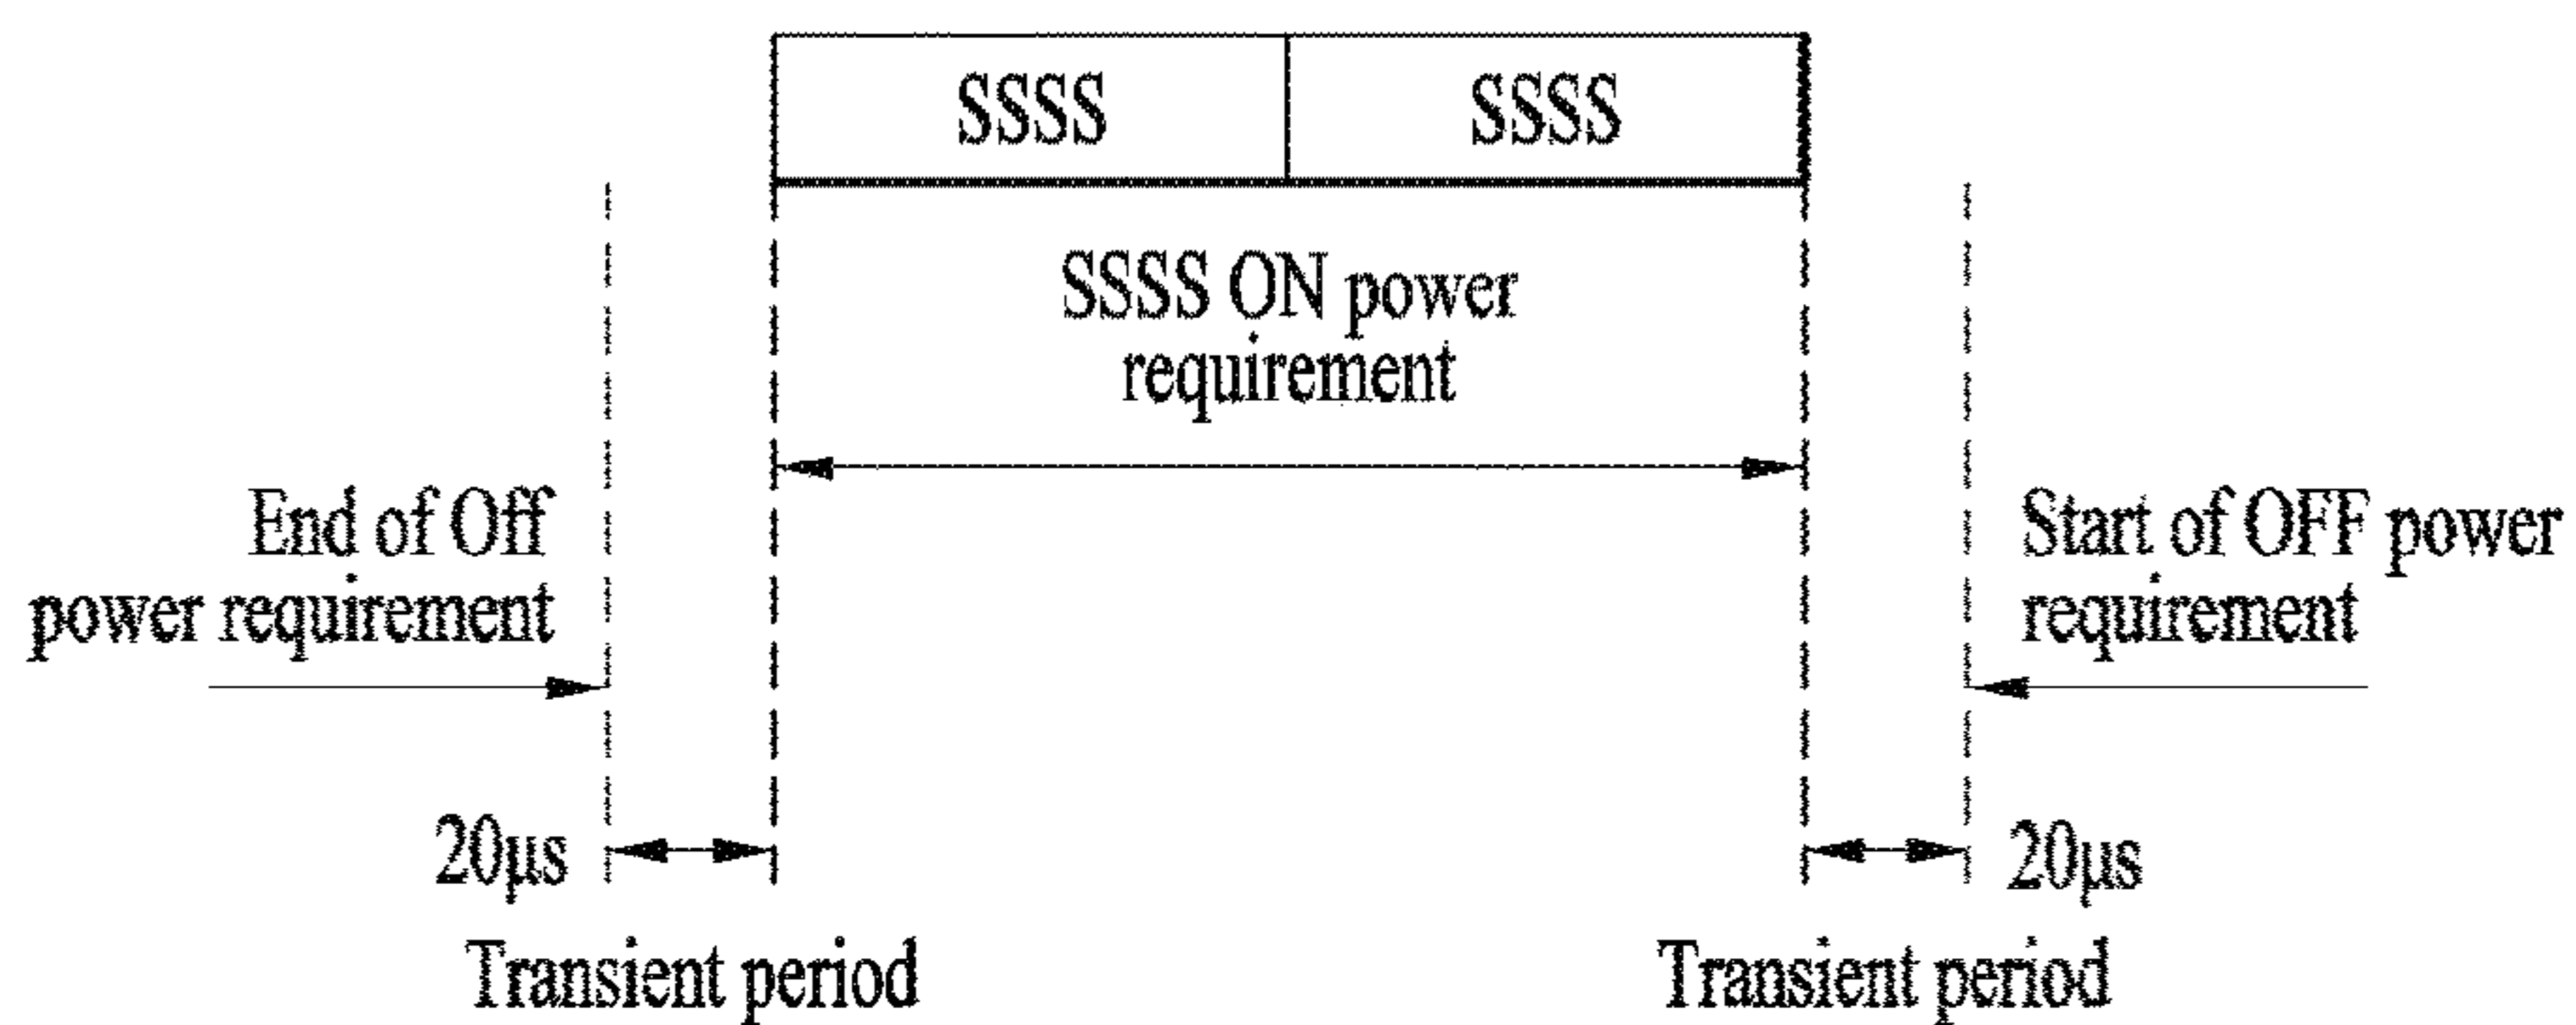 SSSS
SSSS
SSSS ON power
requirement
End of Off
power requirement
Start of OFF power
requirement
20μs
20μs
Transient period
Transient period